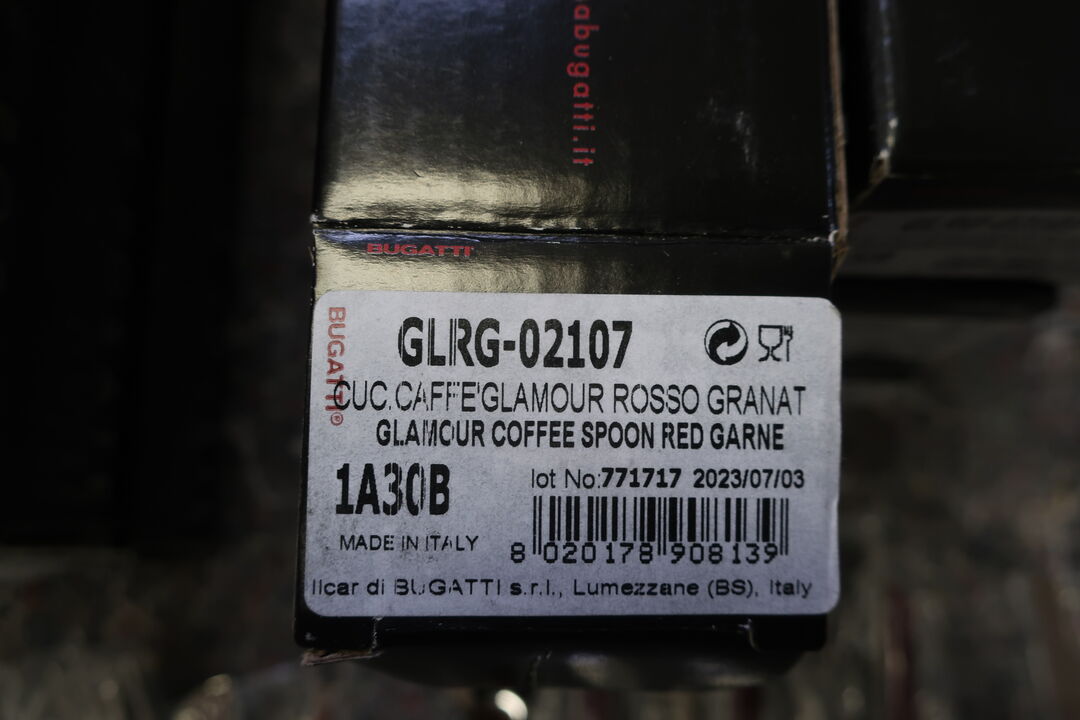 abugatti.it
BUGATTI
BUGATTI®
GLRG-02107
CUC.CAFFE'GLAMOUR ROSSO GRANAT
GLAMOUR COFFEE SPOON RED GARNE
1A30B
lot No:771717 2023/07/03
MADE IN ITALY
8 020178 908139
Ilcar di BUGATTI s.r.l., Lumezzane (BS), Italy